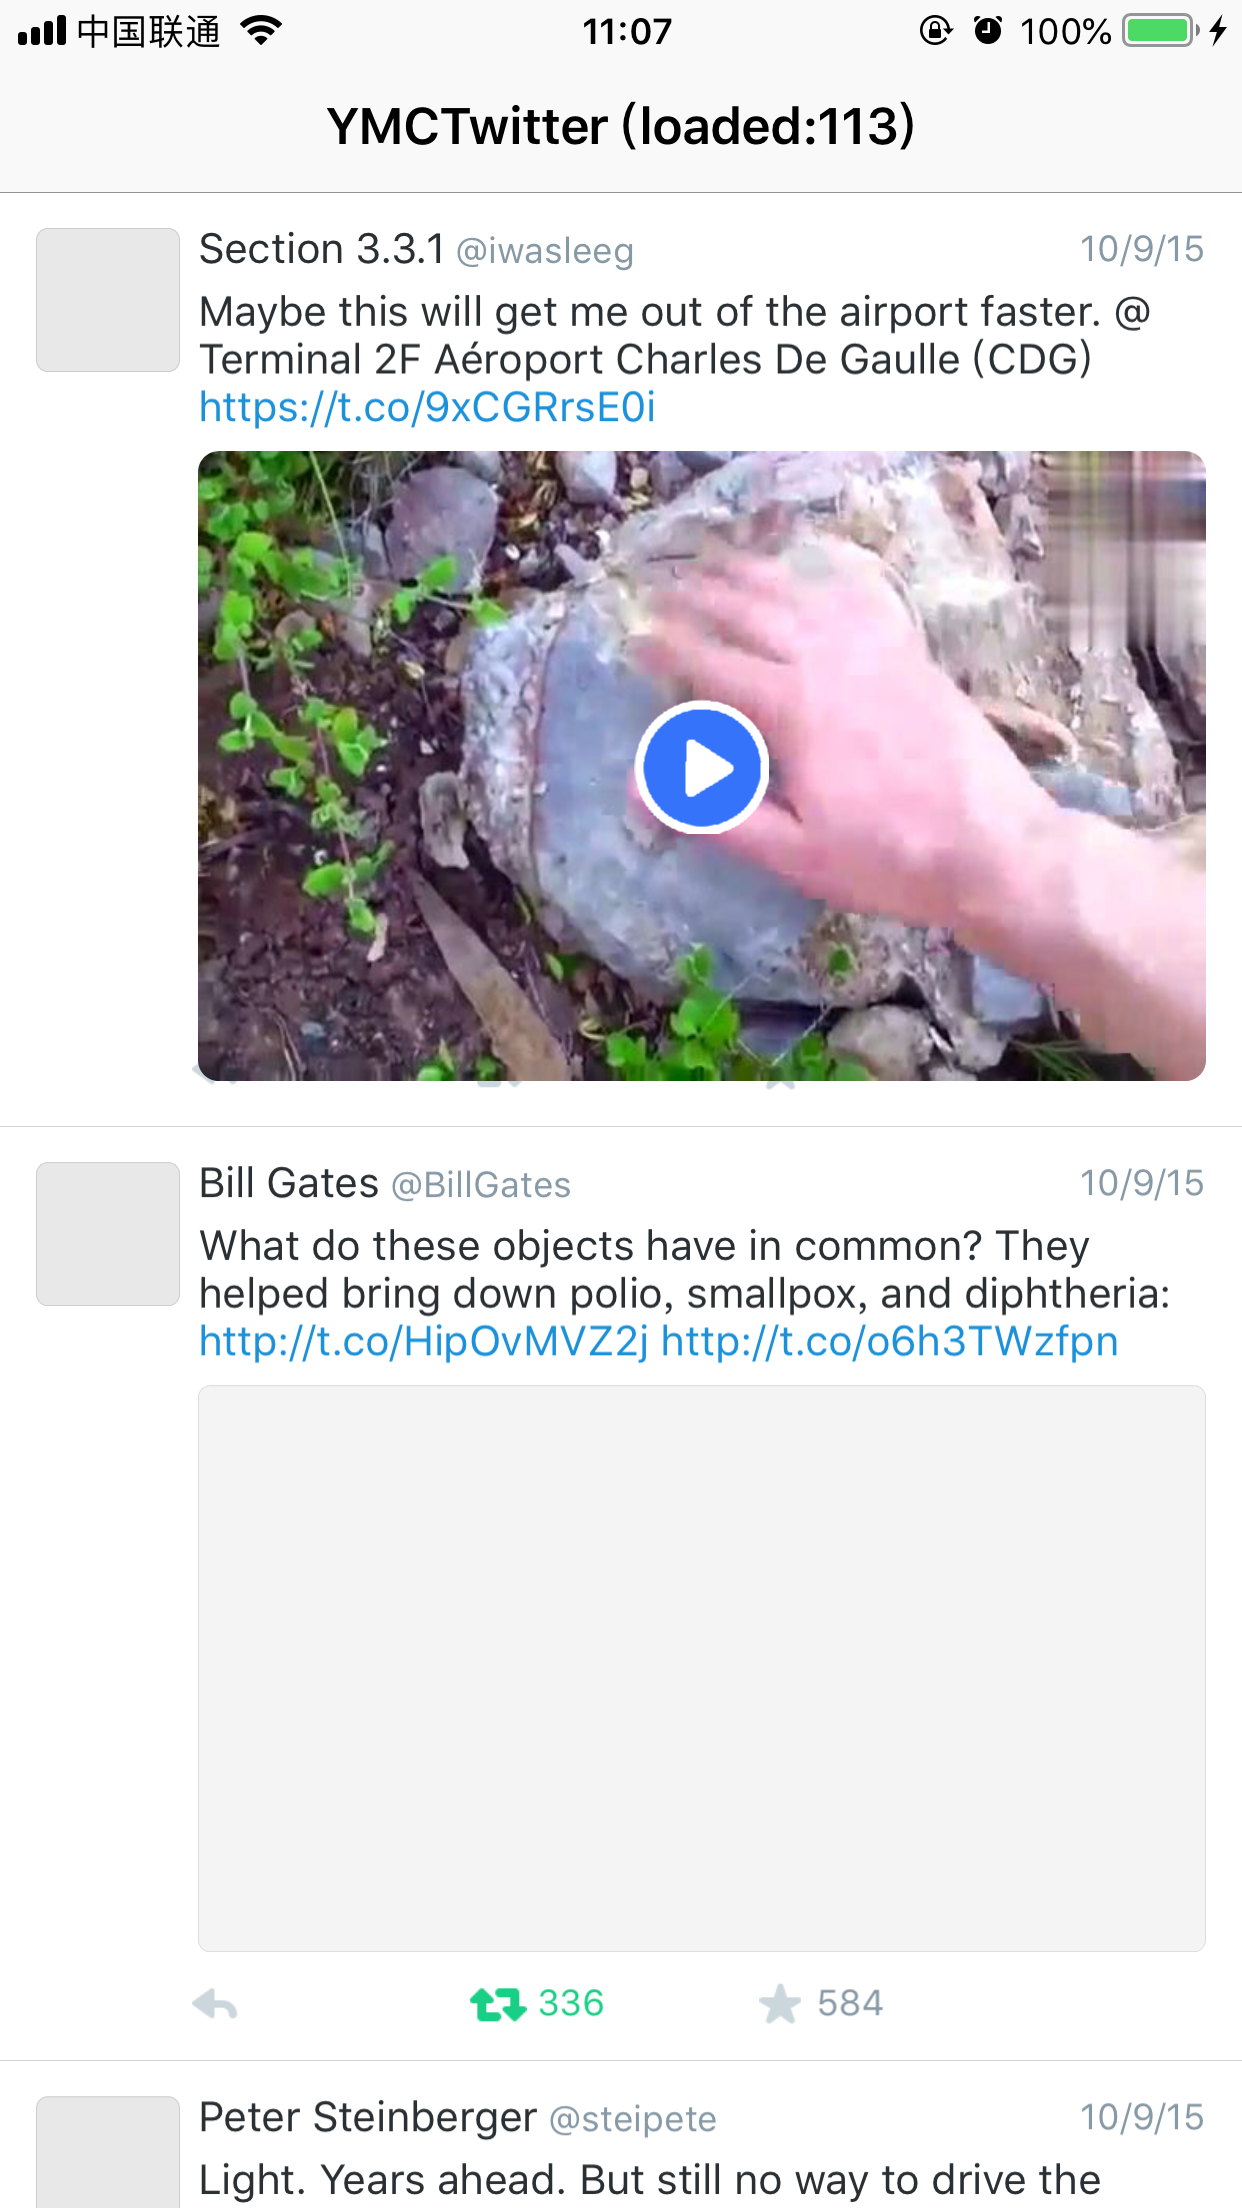 中国联通
11:07
100%
YMCTwitter (loaded:113)
Section 3.3.1 @iwasleeg
10/9/15
Maybe this will get me out of the airport faster. @
Terminal 2F Aéroport Charles De Gaulle (CDG)
https://t.co/9xCGRrsE0i
Bill Gates @BillGates
10/9/15
What do these objects have in common? They
helped bring down polio, smallpox, and diphtheria:
http://t.co/HipOvMVZ2j http://t.co/o6h3TWzfpn
336
584
Peter Steinberger @steipete
10/9/15
Light. Years ahead. But still no way to drive the